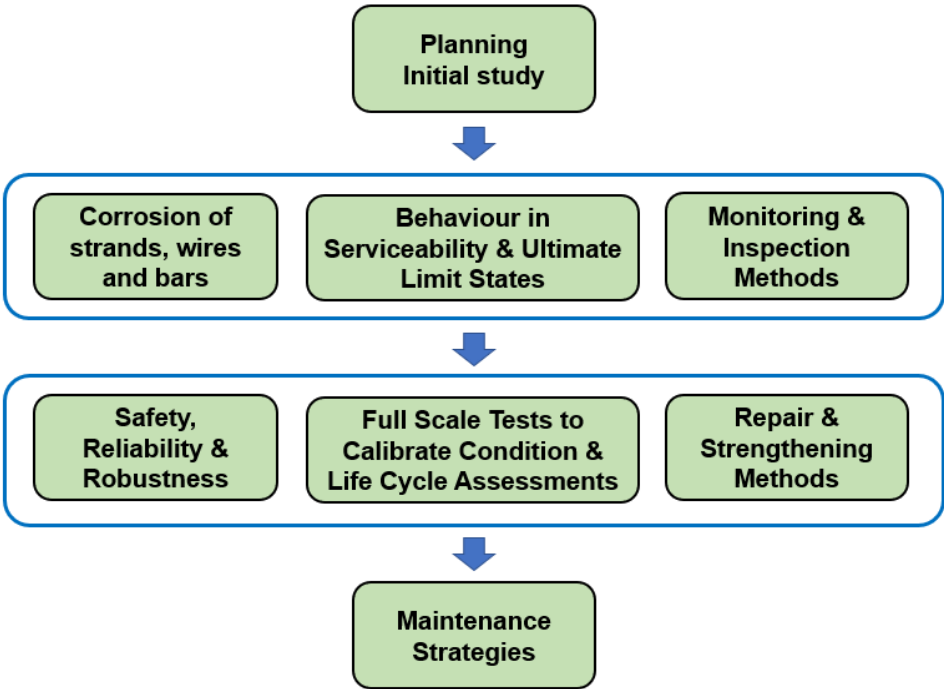 Planning
Initial study
Corrosion of
strands, wires
and bars
Behaviour in
Serviceability & Ultimate
Limit States
Monitoring &
Inspection
Methods
Safety,
Reliability &
Robustness
Full Scale Tests to
Calibrate Condition &
Life Cycle Assessments
Repair &
Strengthening
Methods
Maintenance
Strategies